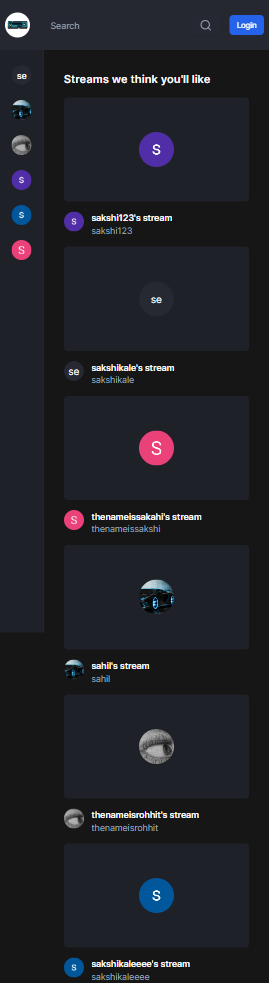 Search
Login
se
S
S
S
Streams we think you'll like
S
S
sakshi123's stream
sakshi123
se
se
sakshikale's stream
sakshikale
S
S
thenameissakahi's stream
thenameissakshi
sahil's stream
sahil
thenameisrohhit's stream
thenameisrohhit
S
S
sakshikaleeee's stream
sakshikaleeee